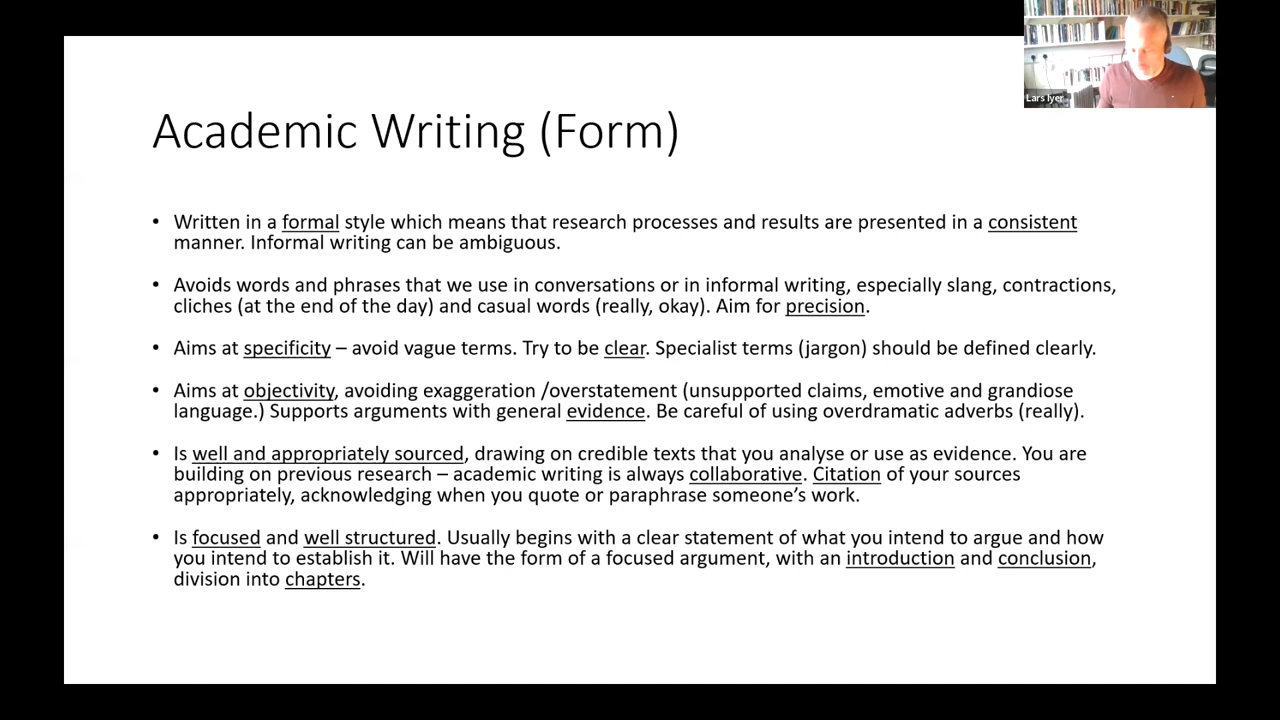 Lars Iyer
Academic Writing (Form)
• Written in a formal style which means that research processes and results are presented in a consistent
manner. Informal writing can be ambiguous.
• Avoids words and phrases that we use in conversations or in informal writing, especially slang, contractions,
cliches (at the end of the day) and casual words (really, okay). Aim for precision.
• Aims at specificity – avoid vague terms. Try to be clear. Specialist terms (jargon) should be defined clearly.
• Aims at objectivity, avoiding exaggeration /overstatement (unsupported claims, emotive and grandiose
language.) Supports arguments with general evidence. Be careful of using overdramatic adverbs (really).
• Is well and appropriately sourced, drawing on credible texts that you analyse or use as evidence. You are
building on previous research – academic writing is always collaborative. Citation of your sources
appropriately, acknowledging when you quote or paraphrase someone’s work.
• Is focused and well structured. Usually begins with a clear statement of what you intend to argue and how
you intend to establish it. Will have the form of a focused argument, with an introduction and conclusion,
division into chapters.